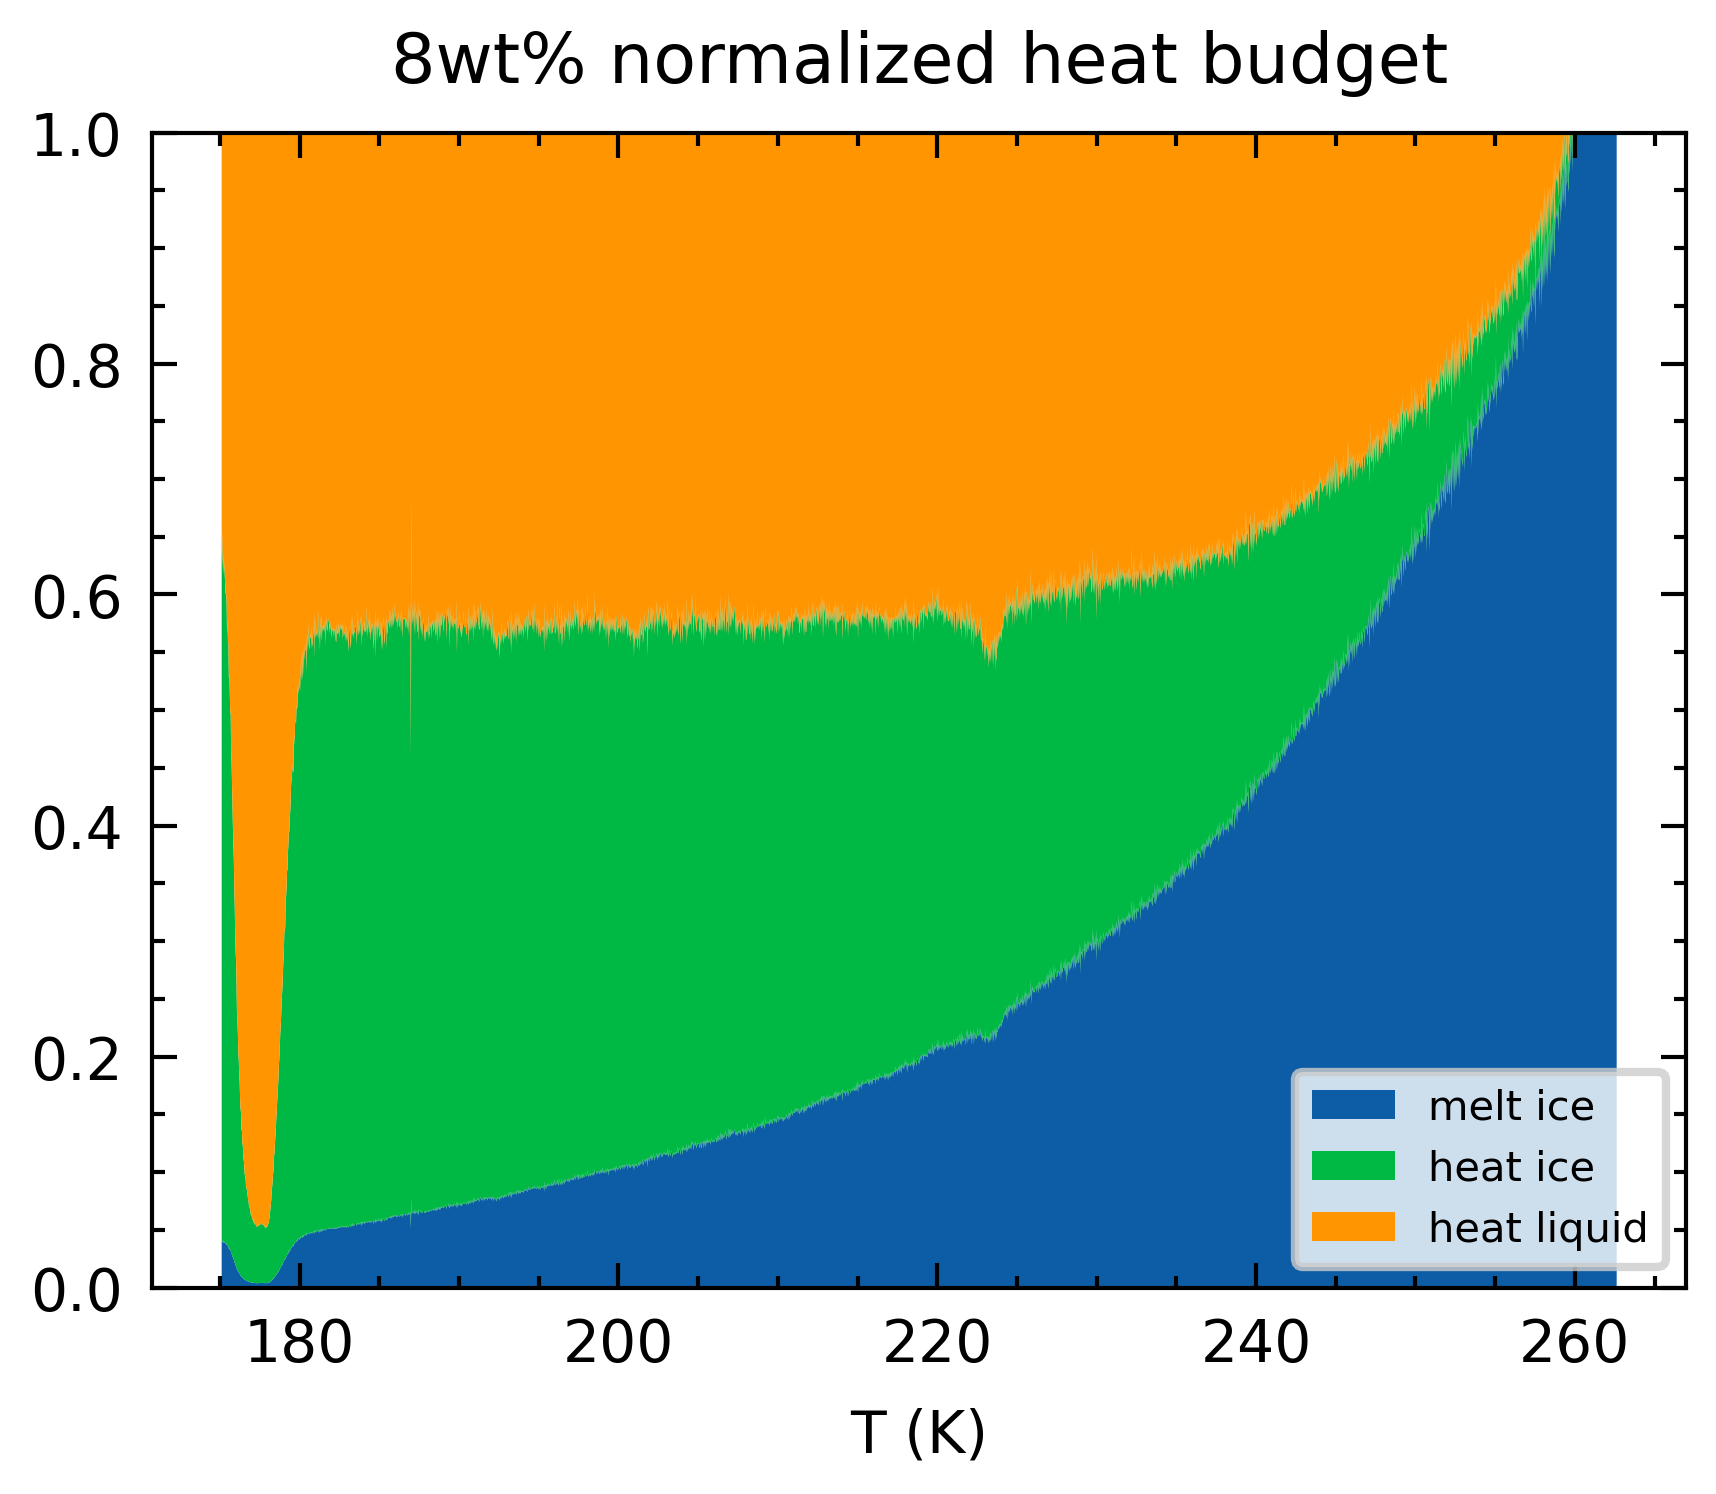 8wt% normalized heat budget
1.0
0.8
0.6
0.4
0.2
0.0
180 200 220 240 260
T (K)
melt ice
heat ice
heat liquid